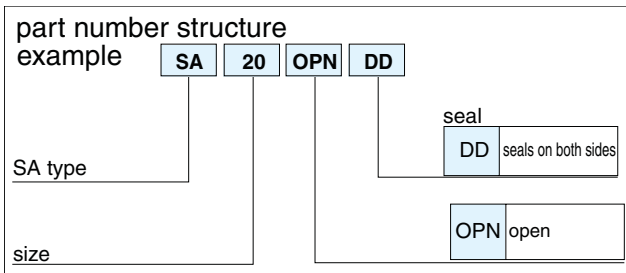 part number structure
example SA 20 OPN DD
seal
DD seals on both sides
SA type
OPN open
size